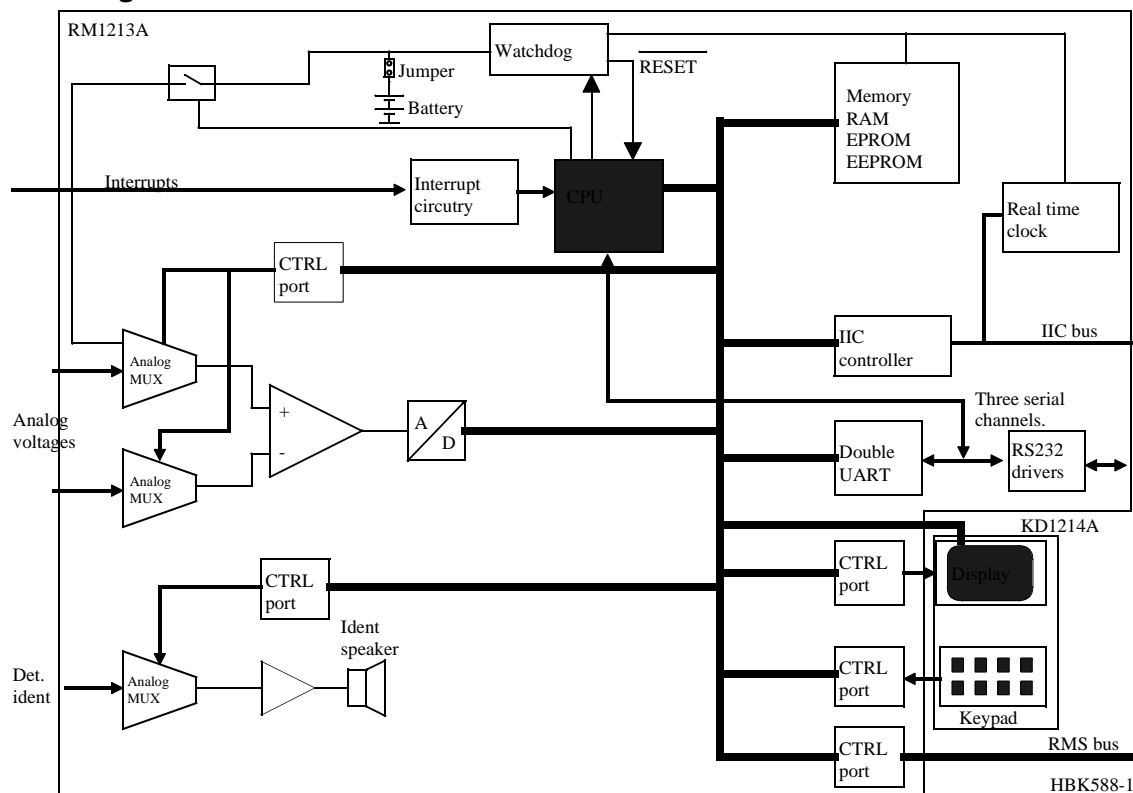 RM1213A
Watchdog
RESET
Jumper
Battery
Memory
RAM
EPROM
EEPROM
Interrupts
Interrupt
circutry
CPU
Real time
clock
CTRL
port
IIC
controller
IIC bus
Analog
MUX
Analog
voltages
+
-
A
D
Analog
MUX
Three serial
channels.
Double
UART
RS232
drivers
KD1214A
CTRL
port
Display
CTRL
port
Ident
speaker
Det.
ident
Analog
MUX
CTRL
port
Keypad
CTRL
port
RMS bus
HBK588-1